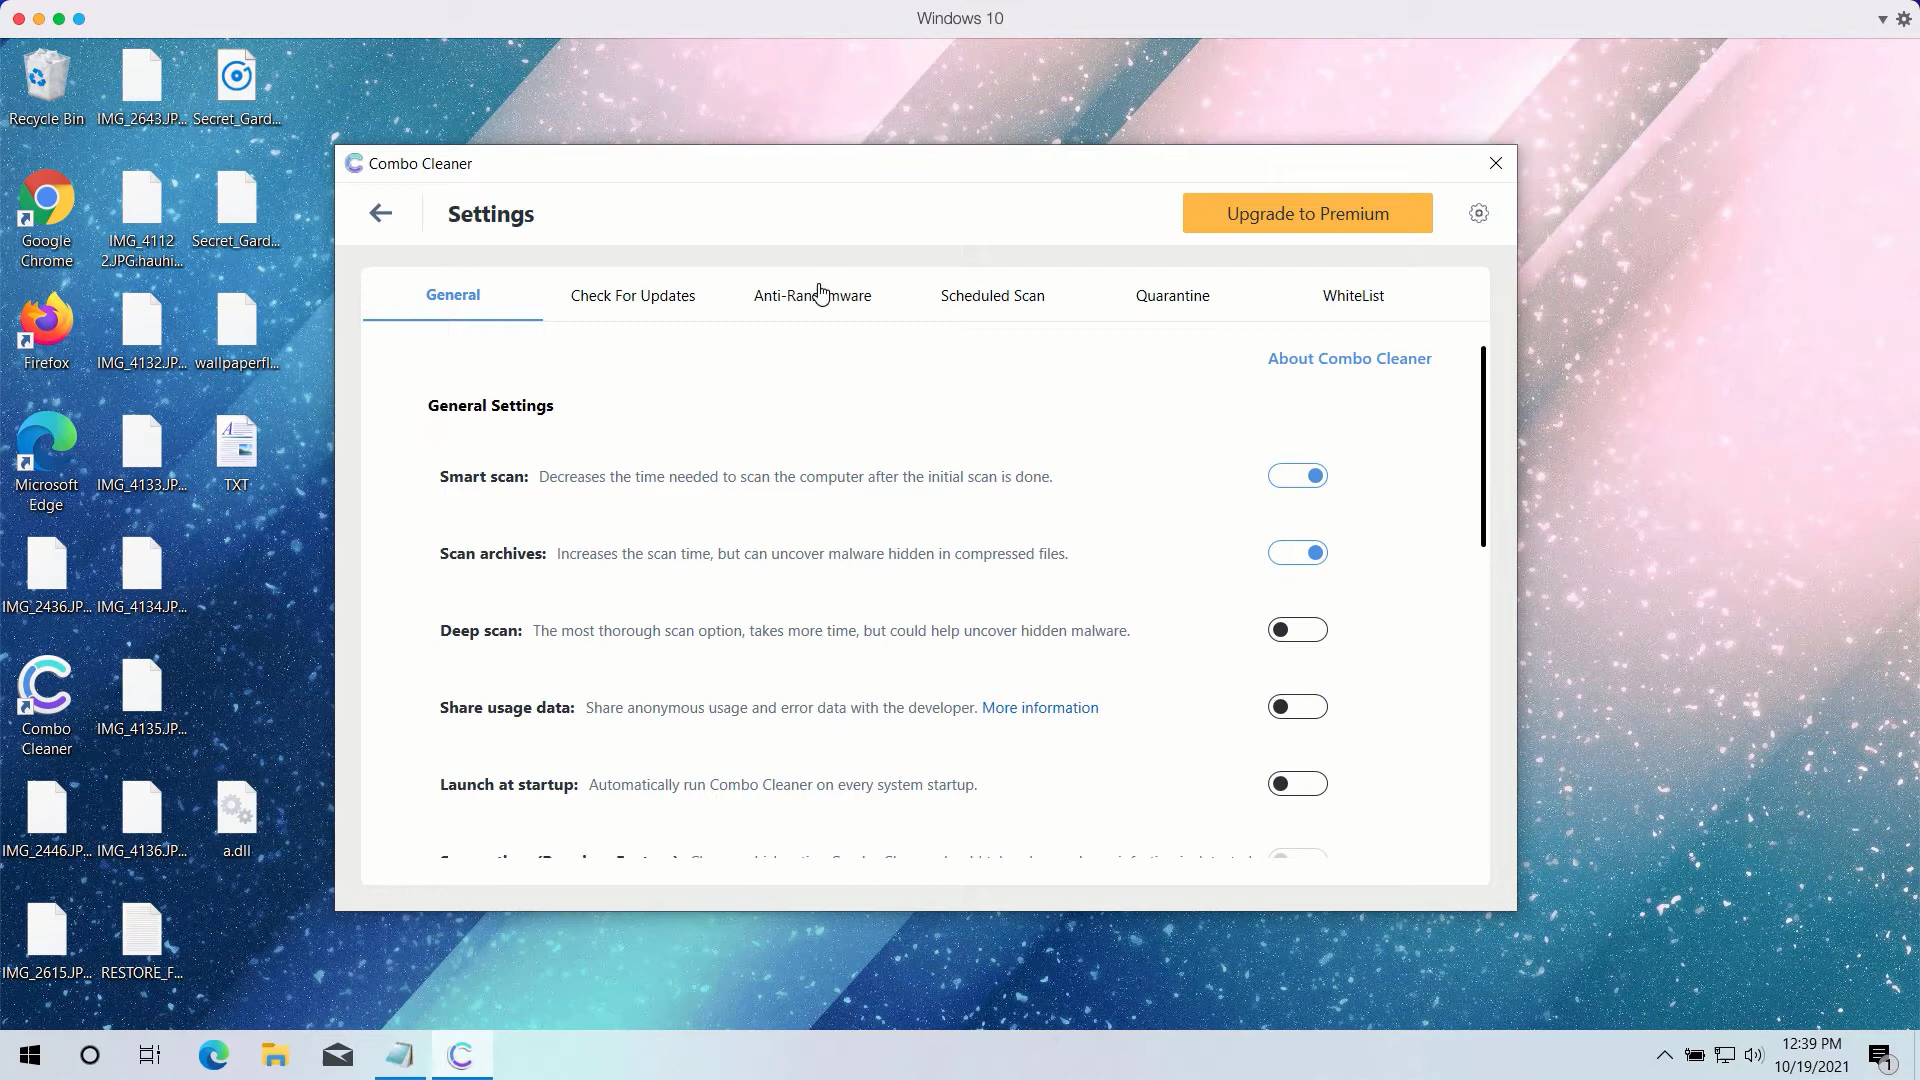 Windows 10
Recycle Bin
IMG_2643.JP...
Secret_Gard...
Google
Chrome
IMG_4112
2.JPG.hauhi...
Secret_Gard...
Firefox
IMG_4132.JP...
wallpaperfl...
Microsoft
Edge
IMG_4133.JP...
TXT
IMG_2436.JP...
IMG_4134.JP...
Combo
Cleaner
IMG_4135.JP...
IMG_2446.JP...
IMG_4136.JP...
a.dll
IMG_2615.JP...
RESTORE_F...
Combo Cleaner
Settings
Upgrade to Premium
General
Check For Updates
Anti-Ransomware
Scheduled Scan
Quarantine
WhiteList
About Combo Cleaner
General Settings
Smart scan: Decreases the time needed to scan the computer after the initial scan is done.
Scan archives: Increases the scan time, but can uncover malware hidden in compressed files.
Deep scan: The most thorough scan option, takes more time, but could help uncover hidden malware.
Share usage data: Share anonymous usage and error data with the developer. More information
Launch at startup: Automatically run Combo Cleaner on every system startup.
12:39 PM
10/19/2021
1